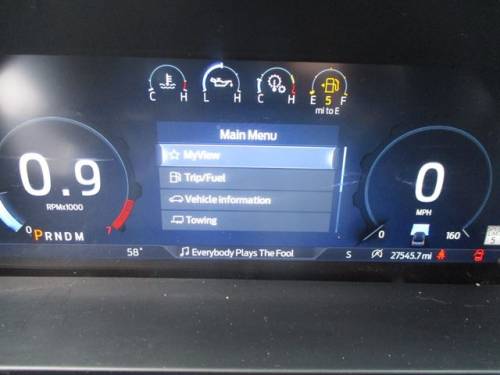 C H L H C H E 5 F
mi to E
Main Menu
MyView
Trip/Fuel
Vehicle Information
Towing
0.9
RPMx1000
0 7
PRNDM
0
MPH
0 160
58° Everybody Plays The Fool S 27545.7 mi